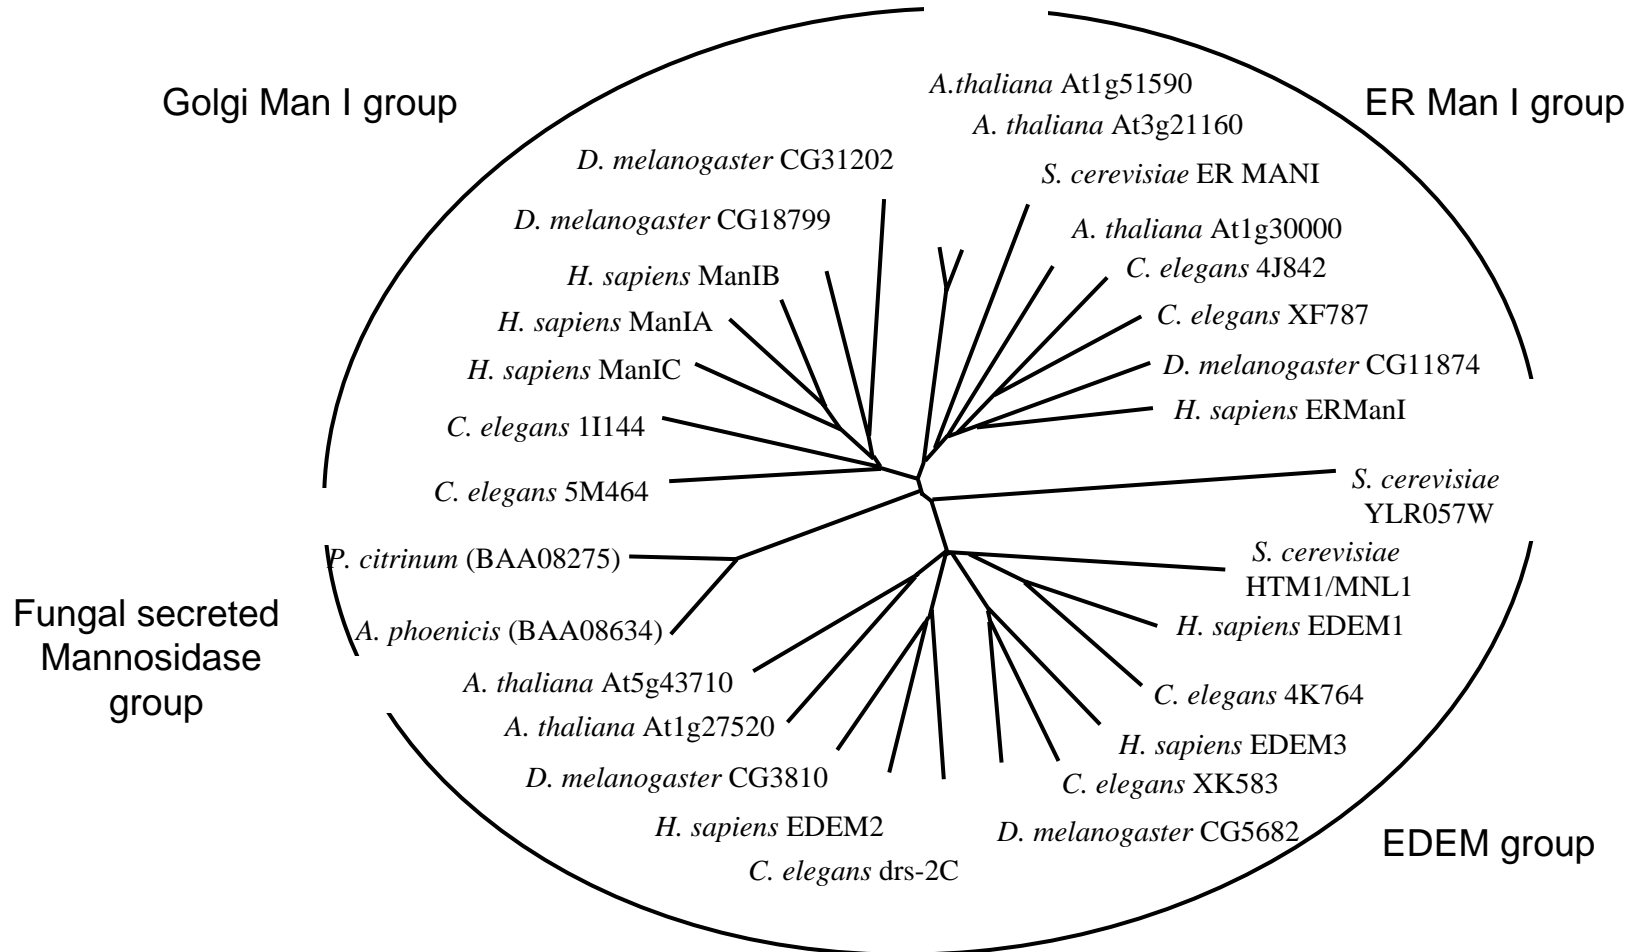 Golgi Man I group
ER Man I group
A.thaliana At1g51590
A. thaliana At3g21160
D. melanogaster CG31202
S. cerevisiae ER MANI
D. melanogaster CG18799
A. thaliana At1g30000
H. sapiens ManIB
C. elegans 4J842
H. sapiens ManIA
C. elegans XF787
H. sapiens ManIC
D. melanogaster CG11874
C. elegans 1I144
H. sapiens ERManI
C. elegans 5M464
S. cerevisiae
YLR057W
P. citrinum (BAA08275)
S. cerevisiae
HTM1/MNL1
Fungal secreted
Mannosidase
group
A. phoenicis (BAA08634)
H. sapiens EDEM1
A. thaliana At5g43710
C. elegans 4K764
A. thaliana At1g27520
H. sapiens EDEM3
D. melanogaster CG3810
C. elegans XK583
H. sapiens EDEM2
D. melanogaster CG5682
C. elegans drs-2C
EDEM group